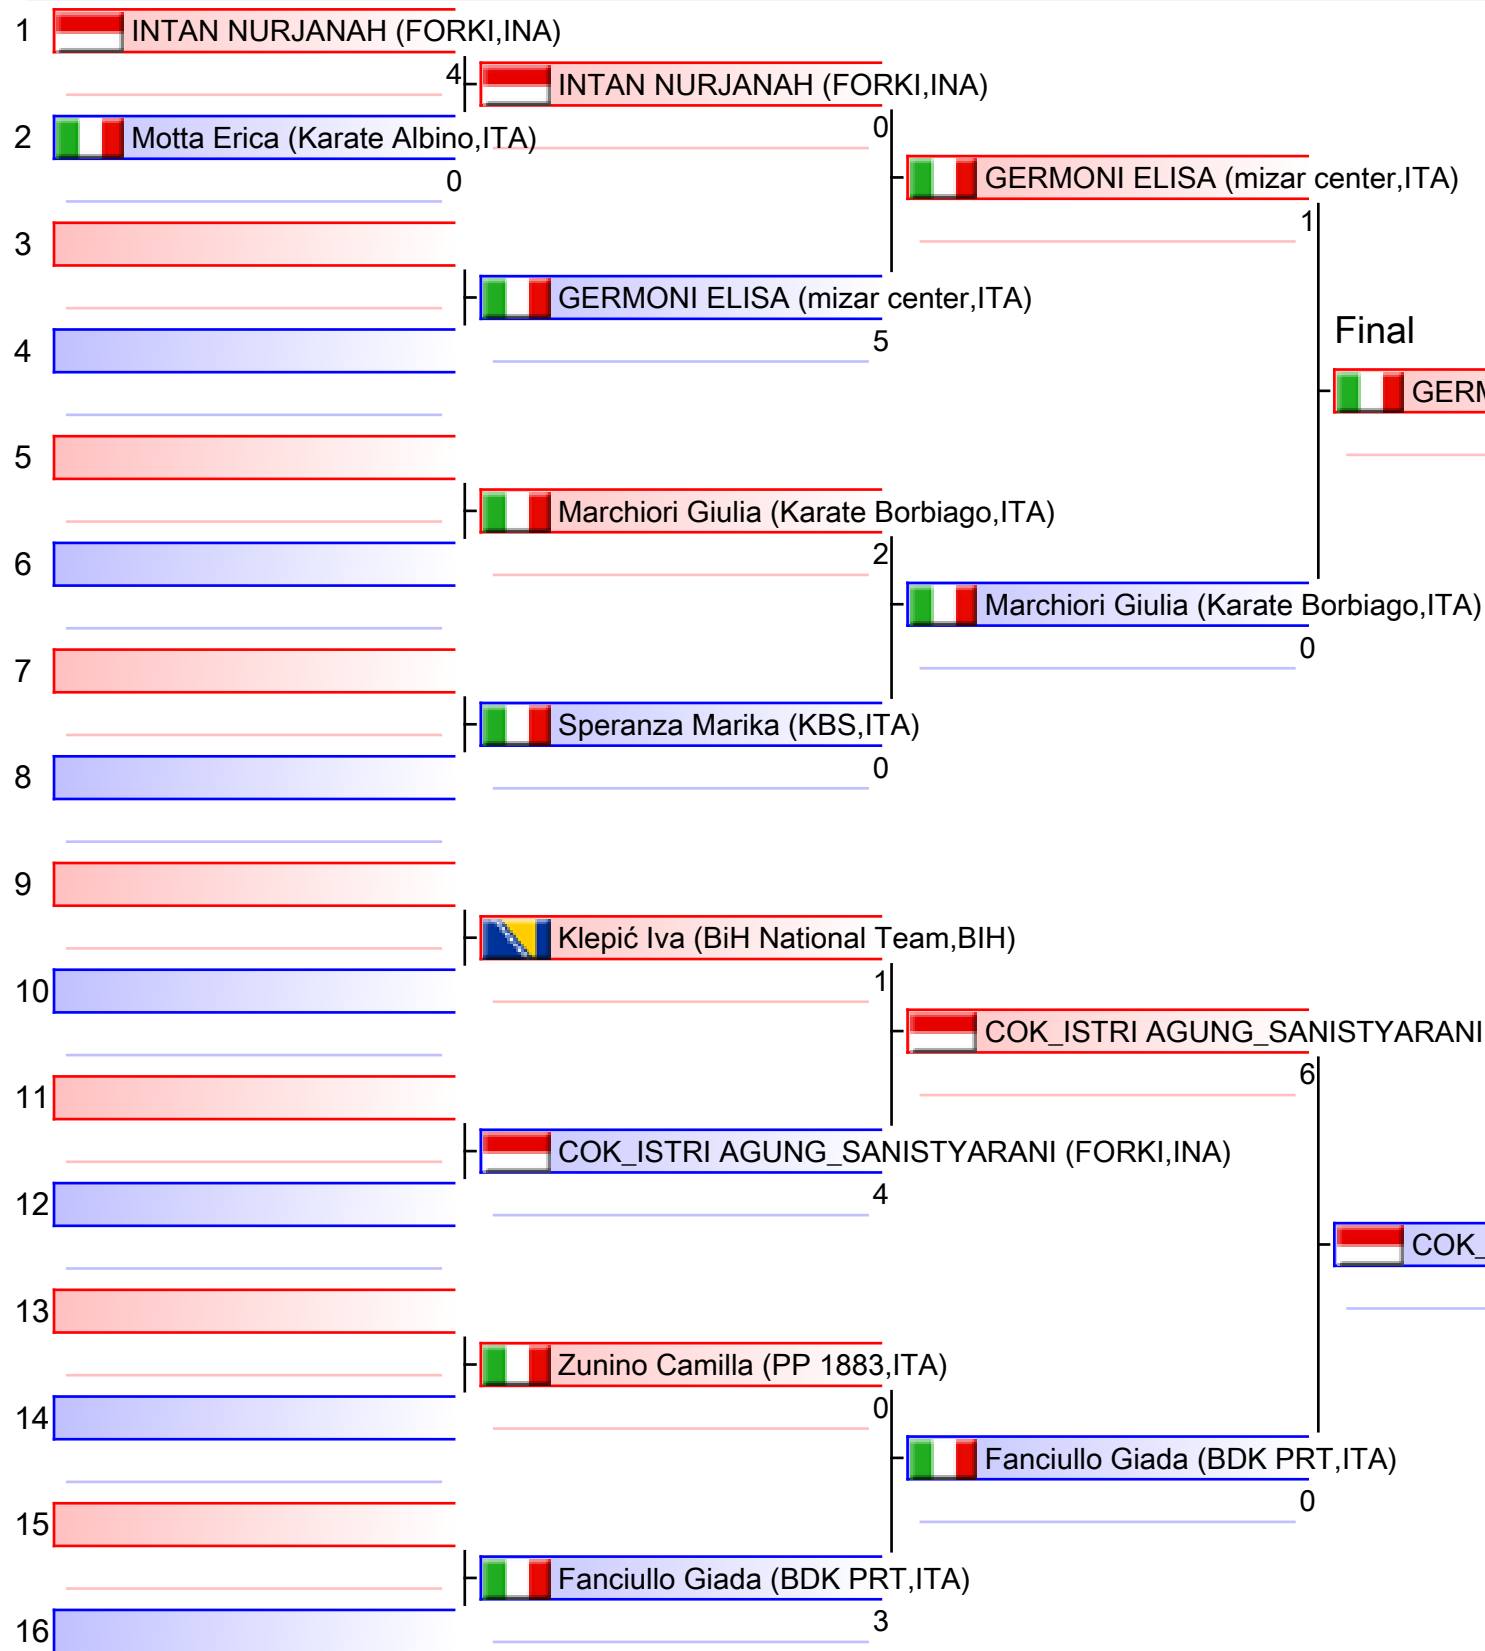 1 INTAN NURJANAH (FORKI,INA)
4 INTAN NURJANAH (FORKI,INA)
0
2 Motta Erica (Karate Albino,ITA)
0
GERMONI ELISA (mizar center,ITA)
1
3
GERMONI ELISA (mizar center,ITA)
5
4
Final
GERM
5
Marchiori Giulia (Karate Borbiago,ITA)
2
6
Marchiori Giulia (Karate Borbiago,ITA)
0
7
Speranza Marika (KBS,ITA)
0
8
9
Klepić Iva (BiH National Team,BIH)
1
10
COK_ISTRI AGUNG_SANISTYARANI
6
11
COK_ISTRI AGUNG_SANISTYARANI (FORKI,INA)
4
12
COK_
13
Zunino Camilla (PP 1883,ITA)
0
14
Fanciullo Giada (BDK PRT,ITA)
0
15
Fanciullo Giada (BDK PRT,ITA)
3
16